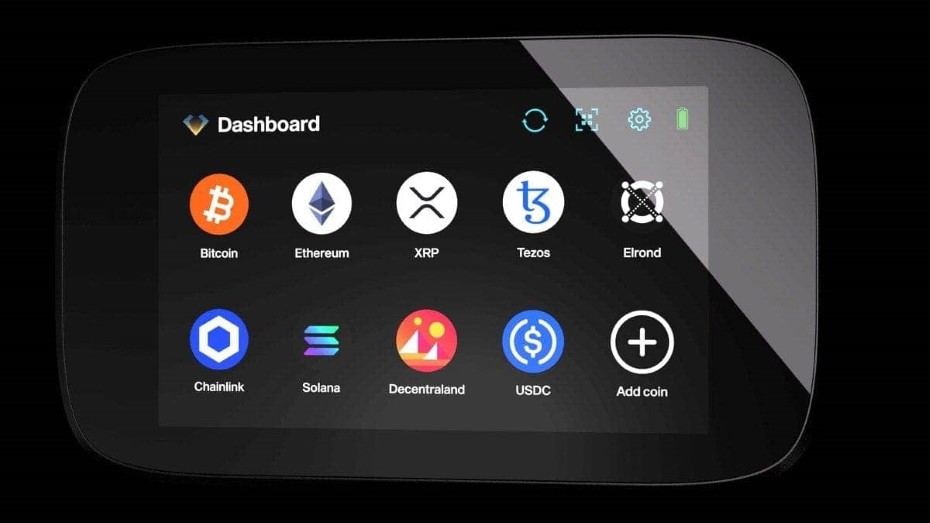 Dashboard
Bitcoin
Ethereum
XRP
Tezos
Elrond
Chainlink
Solana
Decentraland
USDC
Add coin